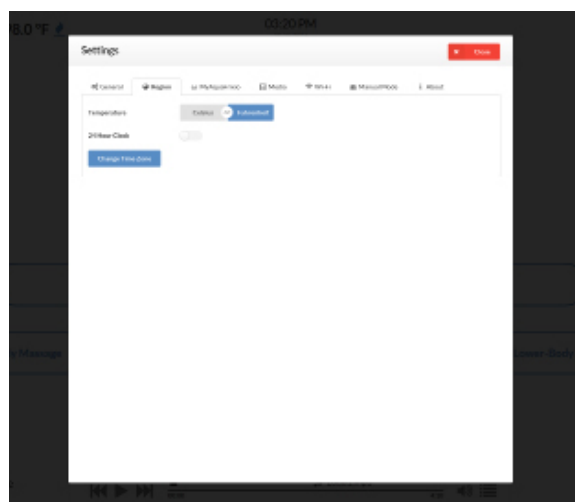 03:20 PM
Settings
Close
General Region Media Wi-Fi Manual Mode About
Temperature Celsius or Fahrenheit
24 Hour Clock
Change Time Zone
Massage Lower-Body